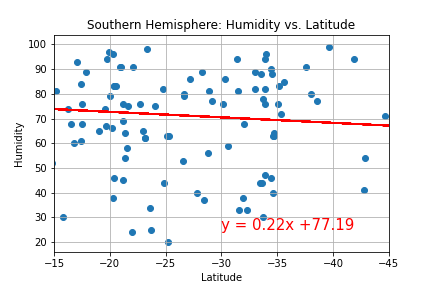 Southern Hemisphere: Humidity vs. Latitude
Humidity
100
90
80
70
60
50
40
30
20
y = 0.22x +77.19
−15 −20 −25 −30 −35 −40 −45
Latitude